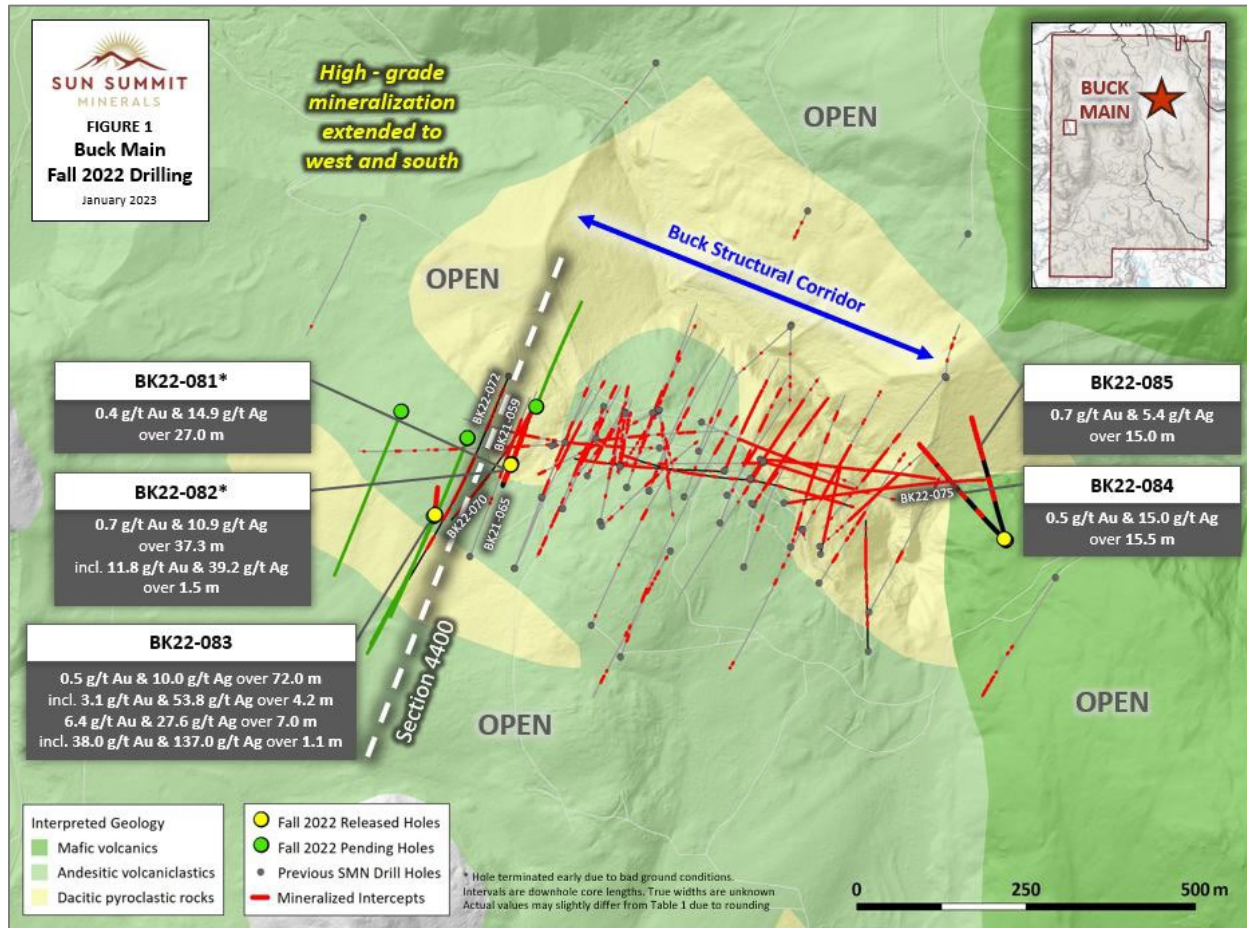 SUN SUMMIT
MINERALS
FIGURE 1
Buck Main
Fall 2022 Drilling
January 2023
High - grade
mineralization
extended to
west and south
OPEN
BUCK
MAIN
Buck Structural Corridor
OPEN
BK22-081*
0.4 g/t Au & 14.9 g/t Ag
over 27.0 m
BK22-082*
0.7 g/t Au & 10.9 g/t Ag
over 37.3 m
incl. 11.8 g/t Au & 39.2 g/t Ag
over 1.5 m
BK22-083
0.5 g/t Au & 10.0 g/t Ag over 72.0 m
incl. 3.1 g/t Au & 53.8 g/t Ag over 4.2 m
6.4 g/t Au & 27.6 g/t Ag over 7.0 m
incl. 38.0 g/t Au & 137.0 g/t Ag over 1.1 m
BK22-072
BK21-059
BK22-070
BK21-065
Section 4400
BK22-075
BK22-085
0.7 g/t Au & 5.4 g/t Ag
over 15.0 m
BK22-084
0.5 g/t Au & 15.0 g/t Ag
over 15.5 m
OPEN
OPEN
Interpreted Geology
Mafic volcanics
Andesitic volcaniclastics
Dacitic pyroclastic rocks
Fall 2022 Released Holes
Fall 2022 Pending Holes
Previous SMN Drill Holes
Mineralized Intercepts
* Hole terminated early due to bad ground conditions.
Intervals are downhole core lengths. True widths are unknown
Actual values may slightly differ from Table 1 due to rounding
0 250 500 m